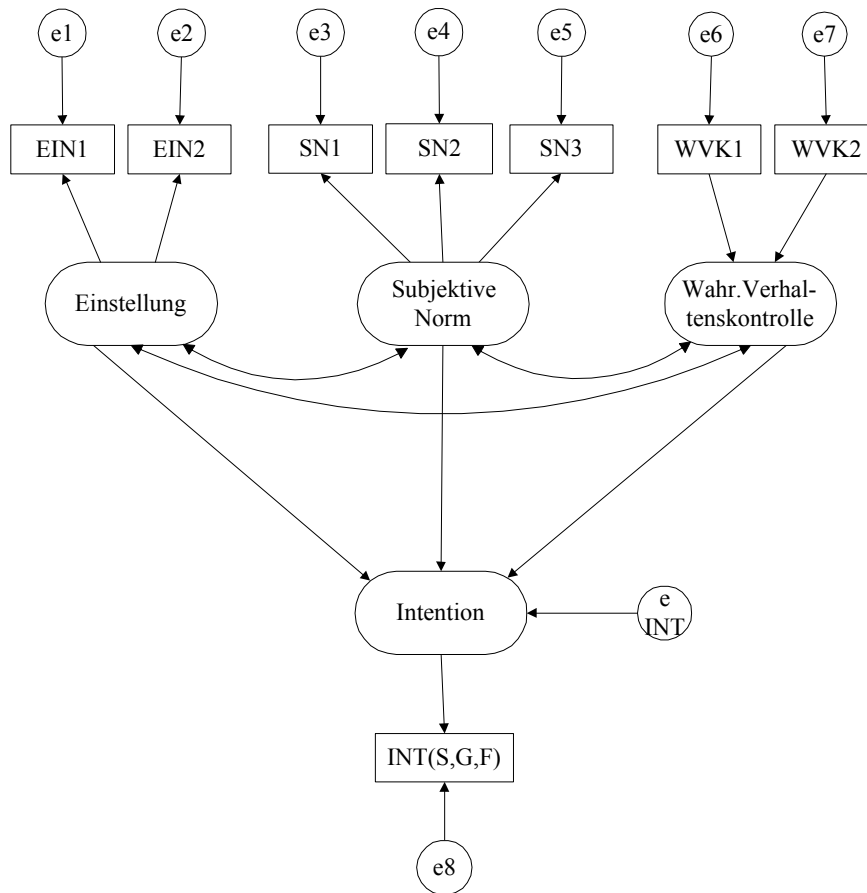 e1
e2
e3
e4
e5
e6
e7
EIN1
EIN2
SN1
SN2
SN3
WVK1
WVK2
Einstellung
Subjektive
Norm
Wahr.Verhal-
tenskontrolle
Intention
e
INT
INT(S,G,F)
e8